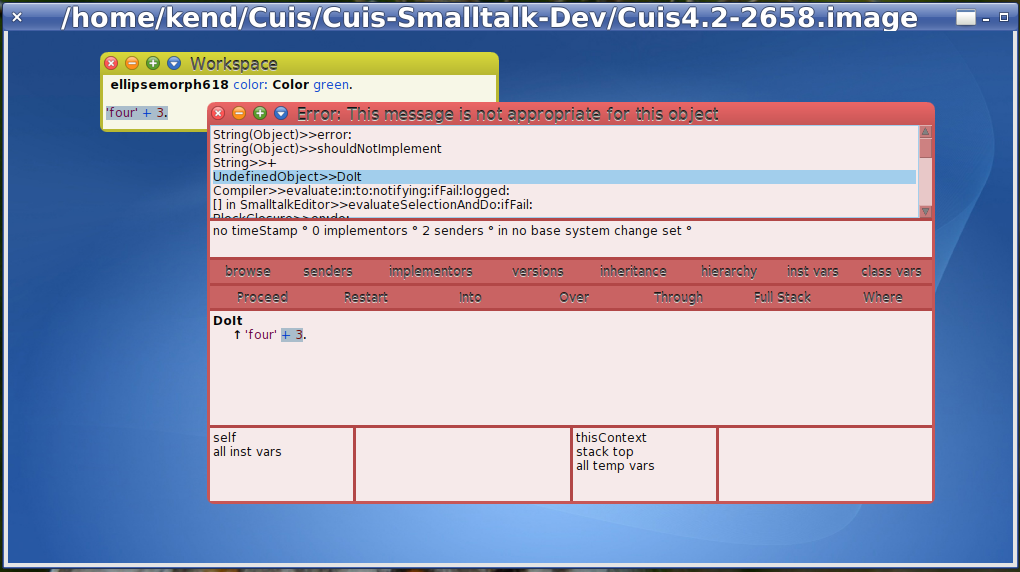 /home/kend/Cuis/Cuis-Smalltalk-Dev/Cuis4.2-2658.image
Workspace
ellipsemorph618 color: Color green.
'four' + 3.
Error: This message is not appropriate for this object
String(Object)>>error:
String(Object)>>shouldNotImplement
String>>+
UndefinedObject>>DoIt
Compiler>>evaluate:in:to:notifying:ifFail:logged:
[] in SmalltalkEditor>>evaluateSelectionAndDo:ifFail:
BlockClosure>>on:do:
no timeStamp ° 0 implementors ° 2 senders ° in no base system change set °
browse senders implementors versions inheritance hierarchy inst vars class vars
Proceed Restart Into Over Through Full Stack Where
DoIt
↑ 'four' + 3.
self
all inst vars
thisContext
stack top
all temp vars